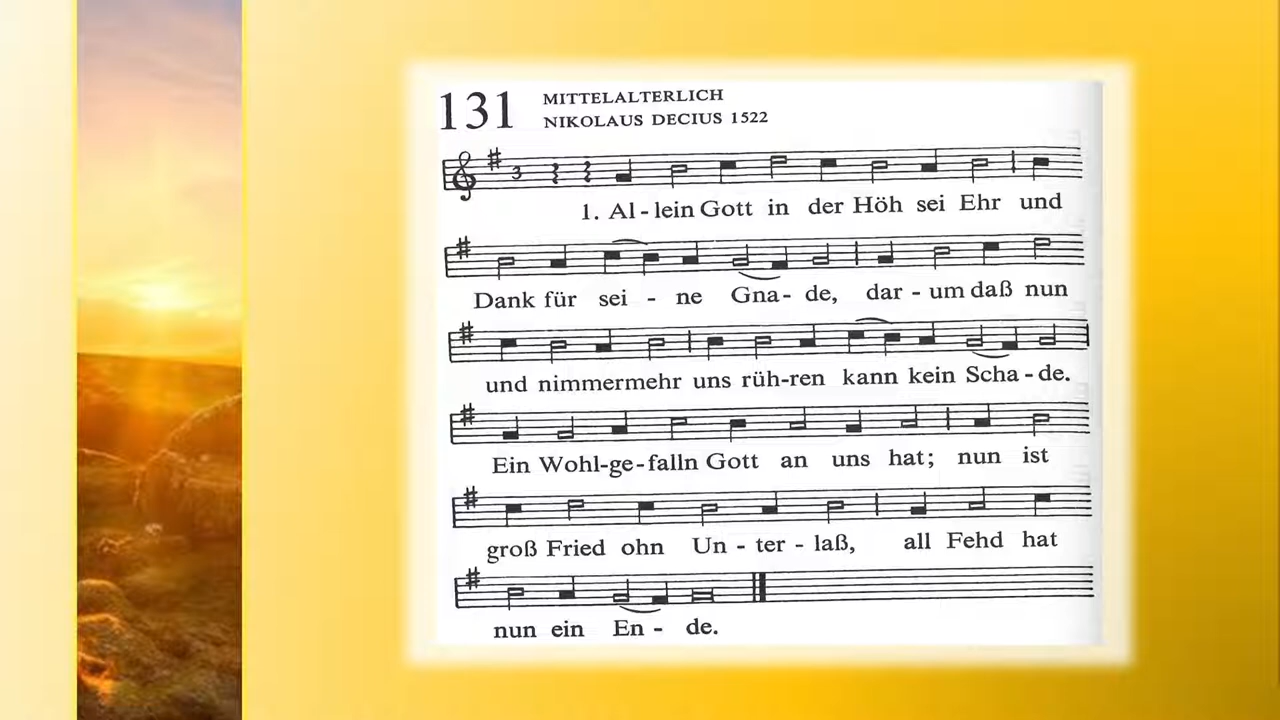 131
MITTELALTERLICH
NIKOLAUS DECIUS 1522
3
1. Al - lein Gott in der Höh sei Ehr und
Dank für sei - ne Gna - de, dar - um daß nun
und nimmermehr uns rüh-ren kann kein Scha - de.
Ein Wohl-ge-falln Gott an uns hat; nun ist
groß Fried ohn Un - ter - laß, all Fehd hat
nun ein En - de.